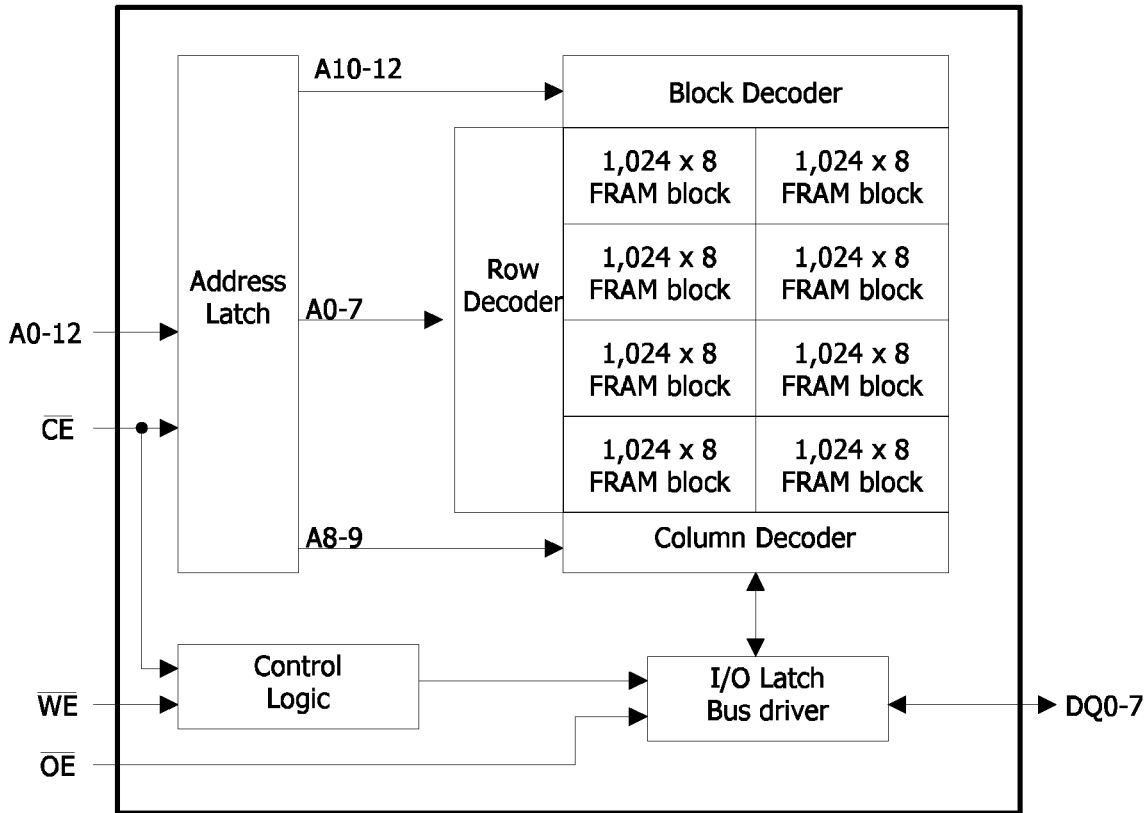 A10-12
Block Decoder
1,024 x 8
FRAM block
1,024 x 8
FRAM block
Row
Decoder
1,024 x 8
FRAM block
1,024 x 8
FRAM block
Address
Latch
A0-7
A0-12
1,024 x 8
FRAM block
1,024 x 8
FRAM block
C̅E̅
1,024 x 8
FRAM block
1,024 x 8
FRAM block
A8-9
Column Decoder
Control
Logic
I/O Latch
Bus driver
W̅E̅
DQ0-7
O̅E̅